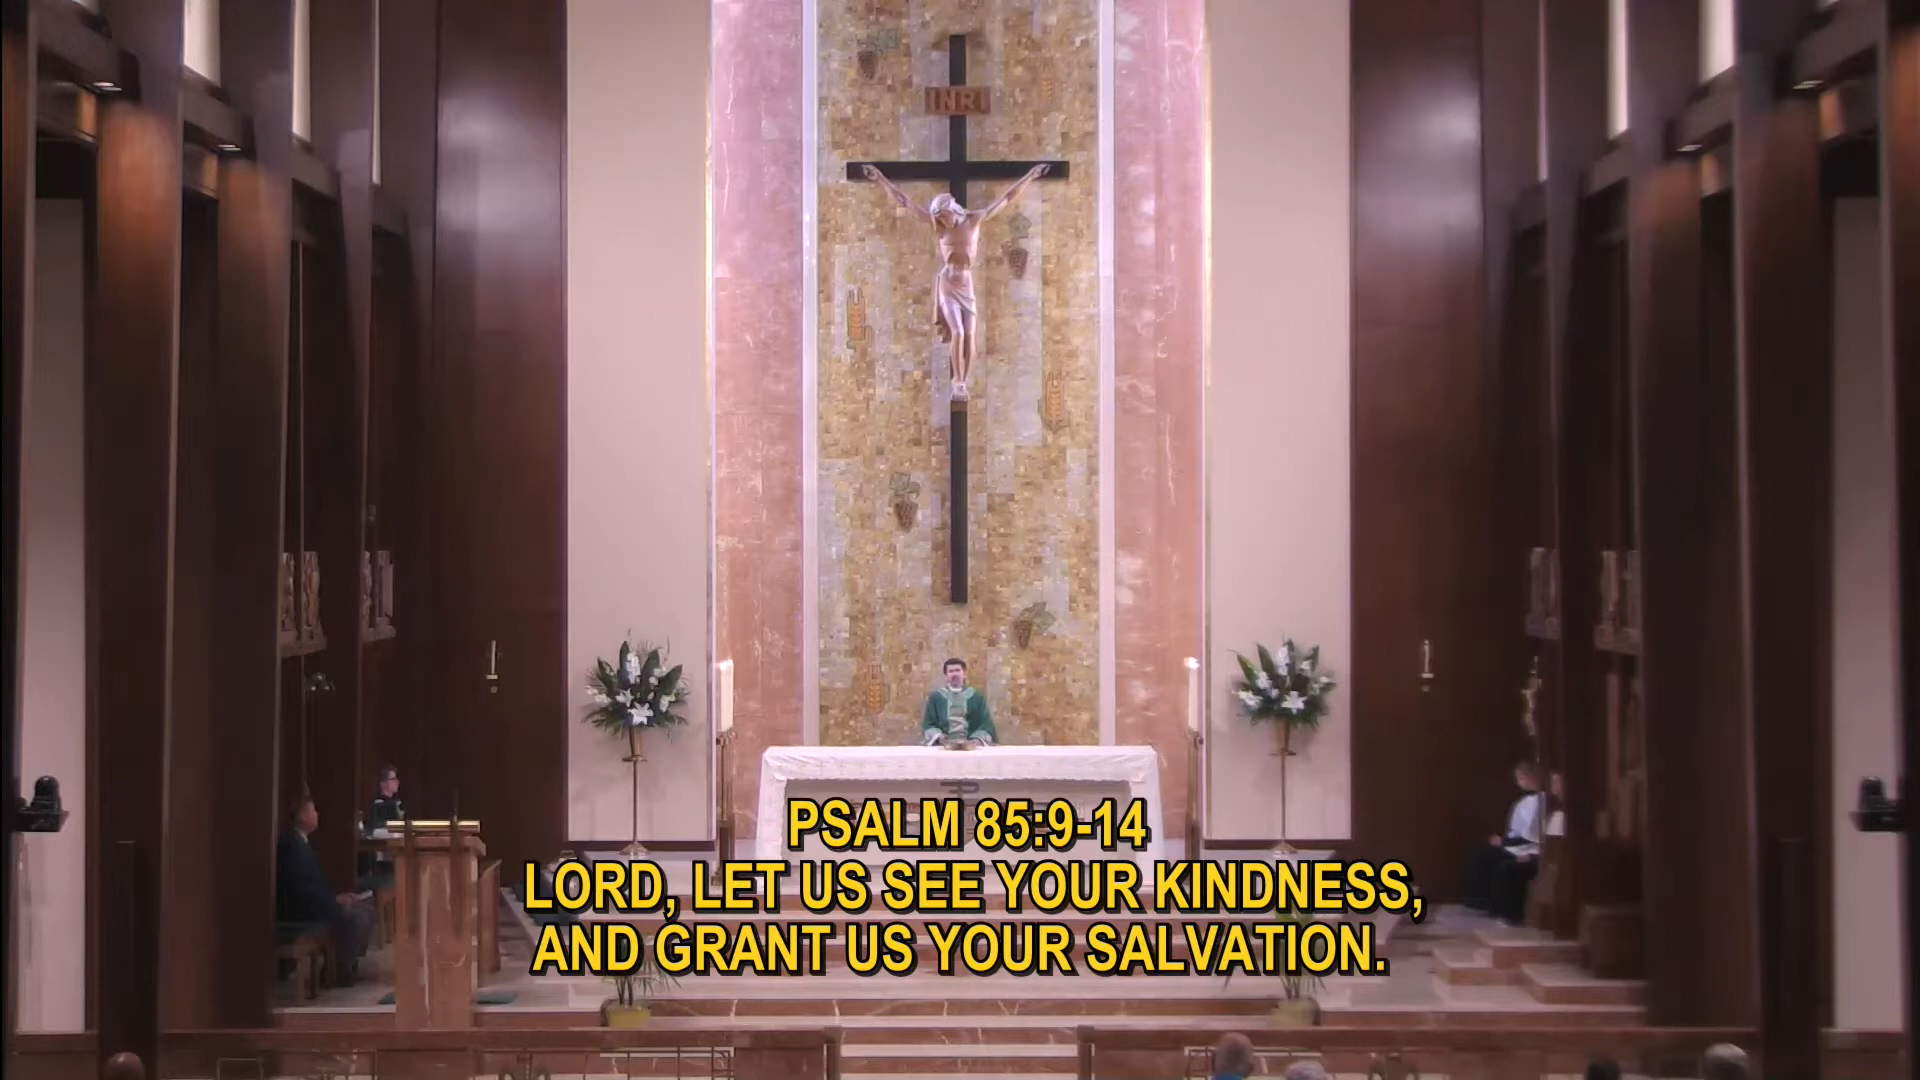 INRI
PSALM 85:9-14
LORD, LET US SEE YOUR KINDNESS,
AND GRANT US YOUR SALVATION.